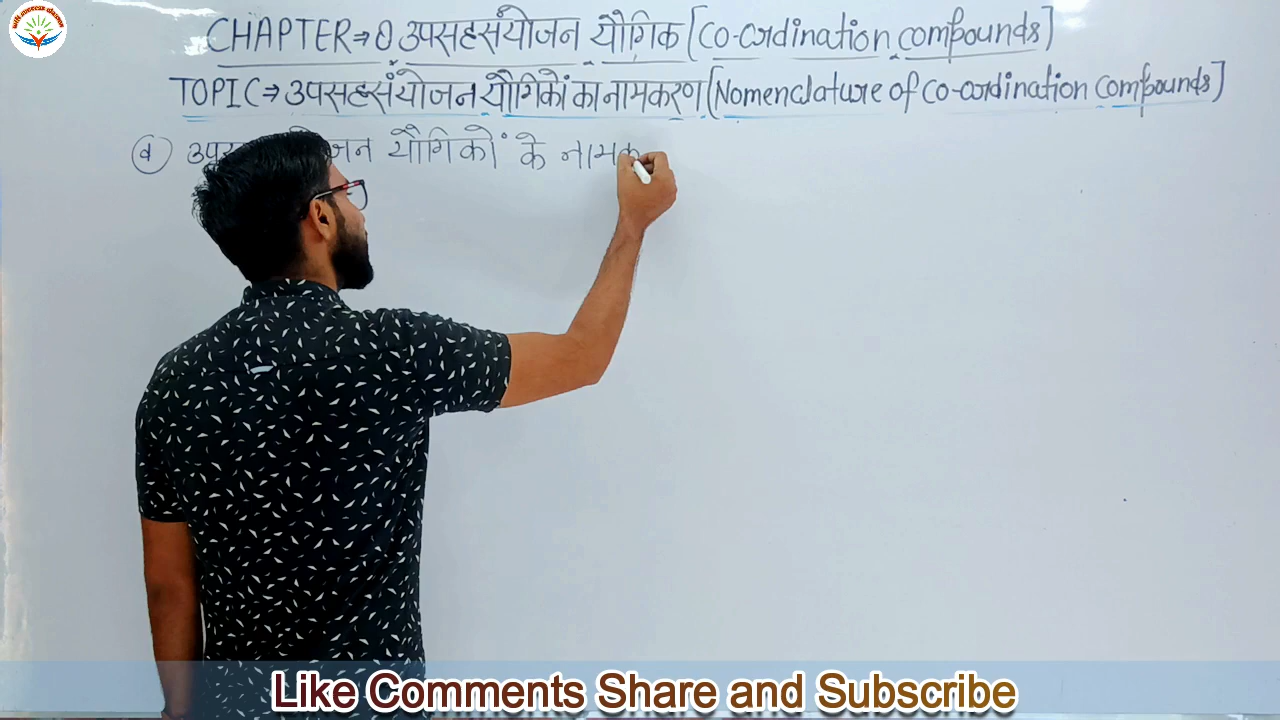 CHAPTER⇒ उपसहसंयोजन यौगिक [Co-ordination compounds]
TOPIC⇒ उपसहसंयोजन यौगिकों का नामकरण [Nomenclature of Co-ordination compounds]
यौगिकों के नामक
Like Comments Share and Subscribe